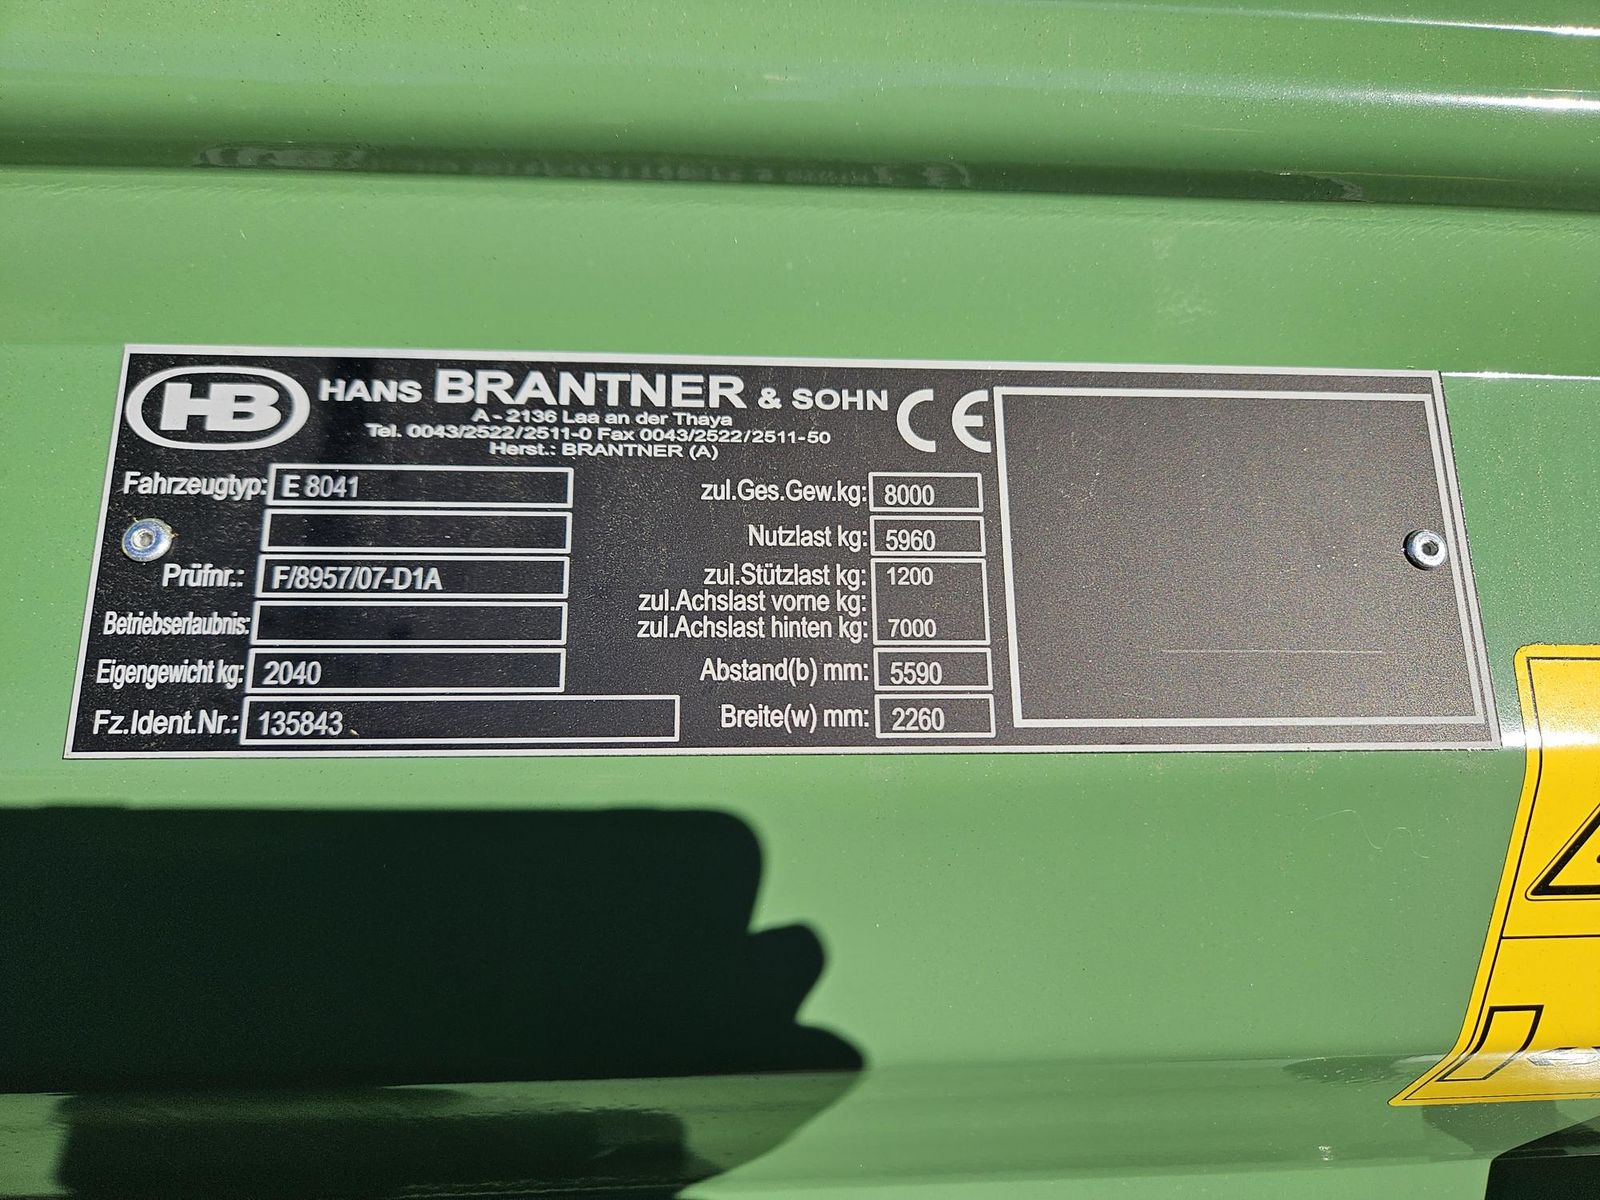 HB HANS BRANTNER & SOHN CE
A - 2136 Laa an der Thaya
Tel. 0043/2522/2511-0 Fax 0043/2522/2511-50
Herst.: BRANTNER (A)
Fahrzeugtyp: E 8041
Prüfnr.: F/8957/07-D1A
Betriebserlaubnis:
Eigengewicht kg: 2040
Fz.Ident.Nr.: 135843
zul.Ges.Gew.kg: 8000
Nutzlast kg: 5960
zul.Stützlast kg: 1200
zul.Achslast vorne kg:
zul.Achslast hinten kg: 7000
Abstand(b) mm: 5590
Breite(w) mm: 2260